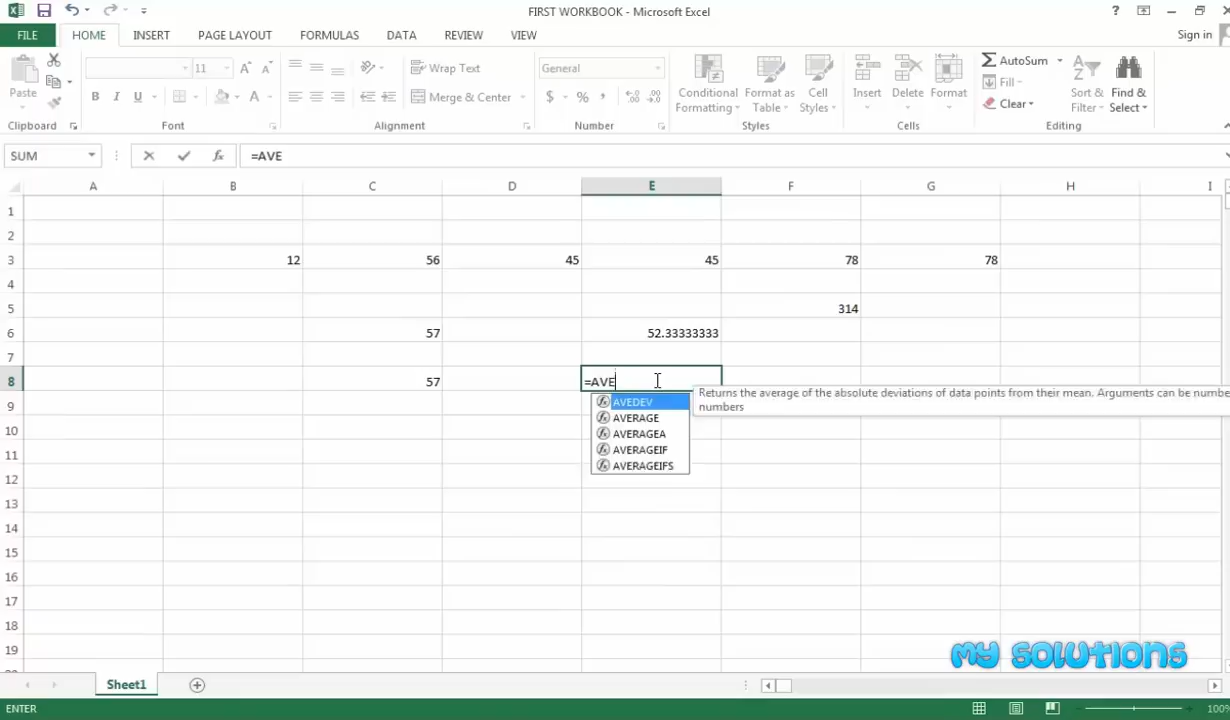 FIRST WORKBOOK - Microsoft Excel
FILE HOME INSERT PAGE LAYOUT FORMULAS DATA REVIEW VIEW Sign in
11 A A Wrap Text General AutoSum
Paste B I U A Merge & Center $ % , Conditional Formatting Format as Table Cell Styles Insert Delete Format Fill Clear Sort & Filter Find & Select
Clipboard Font Alignment Number Styles Cells Editing
SUM fx =AVE
A B C D E F G H I
1
2
3 12 56 45 45 78 78
4
5 314
6 57 52.33333333
7
8 57 =AVE
Returns the average of the absolute deviations of data points from their mean. Arguments can be numbe
numbers
9 AVEDEV
AVERAGE
10 AVERAGEA
11 AVERAGEIF
AVERAGEIFS
12
13
14
15
16
17
18
19
MY SOLUTIONS
Sheet1
ENTER 100%